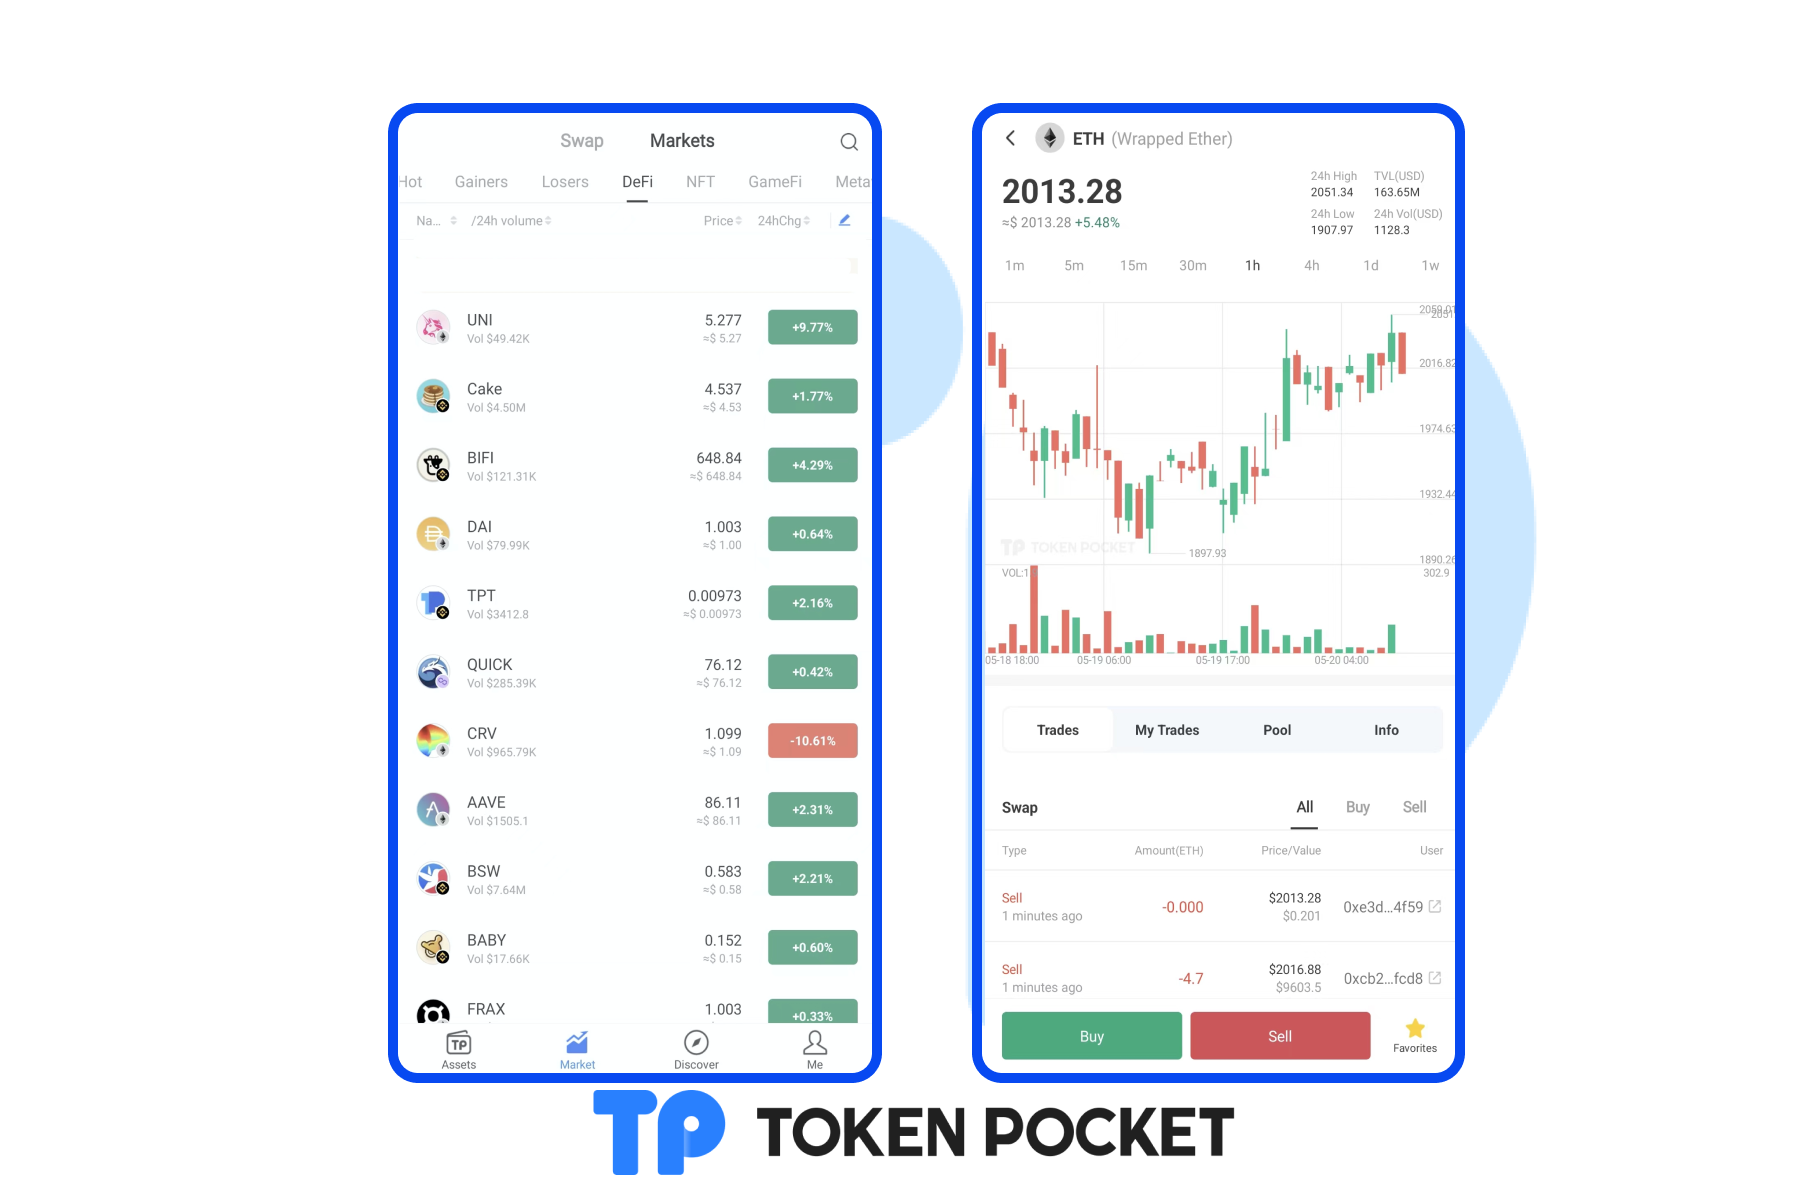 Swap Markets
Hot Gainers Losers DeFi NFT GameFi Meta
Na... /24h volume Price 24hChg
UNI 5.277 +9.77%
Vol $49.42K ≈$ 5.27
Cake 4.537 +1.77%
Vol $4.50M ≈$ 4.53
BIFI 648.84 +4.29%
Vol $121.31K ≈$ 648.84
DAI 1.003 +0.64%
Vol $79.99K ≈$ 1.00
TPT 0.00973 +2.16%
Vol $3412.8 ≈$ 0.00973
QUICK 76.12 +0.42%
Vol $285.39K ≈$ 76.12
CRV 1.099 -10.61%
Vol $965.79K ≈$ 1.09
AAVE 86.11 +2.31%
Vol $1505.1 ≈$ 86.11
BSW 0.583 +2.21%
Vol $7.64M ≈$ 0.58
BABY 0.152 +0.60%
Vol $17.66K ≈$ 0.15
FRAX 1.003 +0.33%
TP
Assets Market Discover Me
ETH (Wrapped Ether)
2013.28
≈$ 2013.28 +5.48%
24h High TVL(USD)
2051.34 163.65M
24h Low 24h Vol(USD)
1907.97 1128.3
1m 5m 15m 30m 1h 4h 1d 1w
2051
2016.82
1974.63
1932.44
TP TOKEN POCKET
1897.93
1890.26
VOL:1 302.9
05-18 18:00 05-19 06:00 05-19 17:00 05-20 04:00
Trades My Trades Pool Info
Swap All Buy Sell
Type Amount(ETH) Price/Value User
Sell -0.000 $2013.28 0xe3d...4f59
1 minutes ago $0.201
Sell -4.7 $2016.88 0xcb2...fcd8
1 minutes ago $9603.5
Buy Sell Favorites
TP TOKEN POCKET